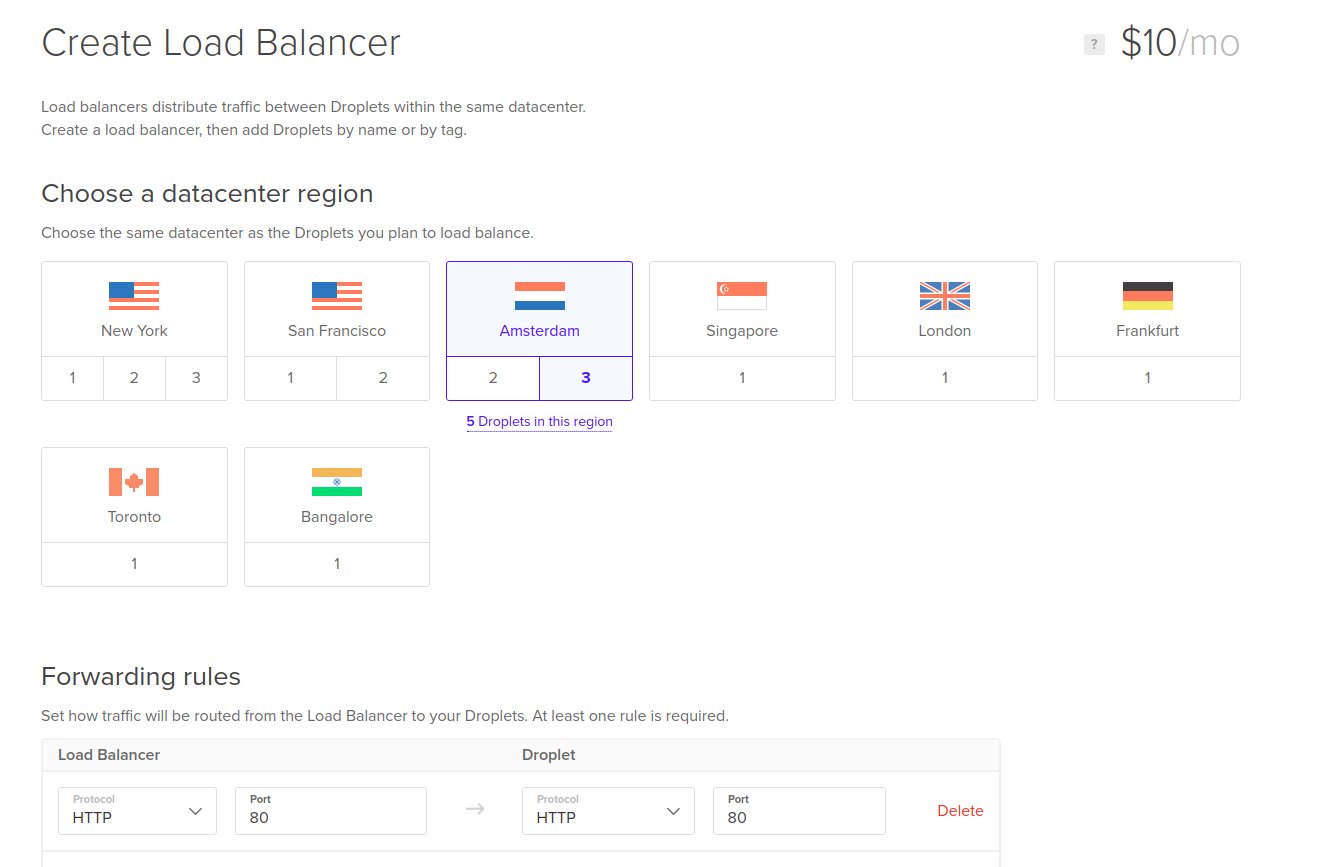 Create Load Balancer
? $10/mo
Load balancers distribute traffic between Droplets within the same datacenter.
Create a load balancer, then add Droplets by name or by tag.
Choose a datacenter region
Choose the same datacenter as the Droplets you plan to load balance.
New York
1 2 3
San Francisco
1 2
Amsterdam
2 3
5 Droplets in this region
Singapore
1
London
1
Frankfurt
1
Toronto
1
Bangalore
1
Forwarding rules
Set how traffic will be routed from the Load Balancer to your Droplets. At least one rule is required.
Load Balancer Droplet
Protocol Port Protocol Port
HTTP 80 → HTTP 80 Delete